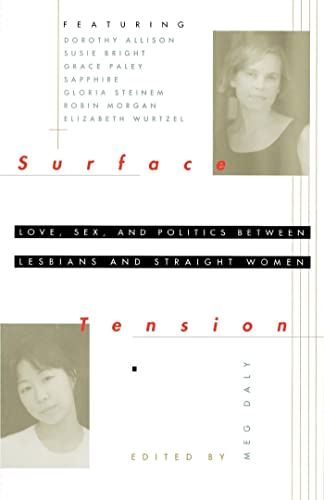 FEATURING
DOROTHY ALLISON
SUSIE BRIGHT
GRACE PALEY
SAPPHIRE
GLORIA STEINEM
ROBIN MORGAN
ELIZABETH WURTZEL
Surface
LOVE, SEX, AND POLITICS BETWEEN
LESBIANS AND STRAIGHT WOMEN
Tension
EDITED BY
MEG DALY